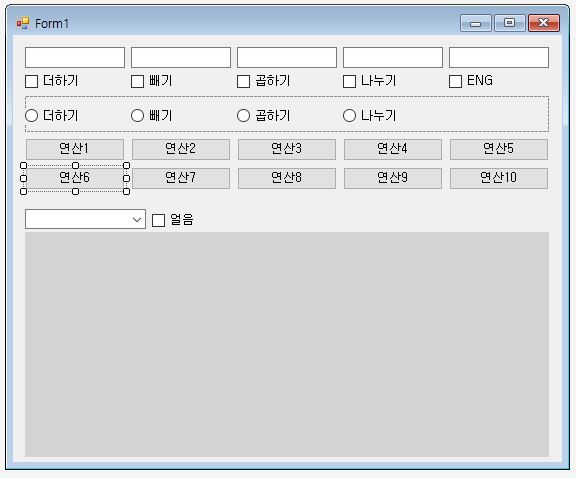 Form1
더하기 빼기 곱하기 나누기 ENG
더하기 빼기 곱하기 나누기
연산1 연산2 연산3 연산4 연산5
연산6 연산7 연산8 연산9 연산10
얼음